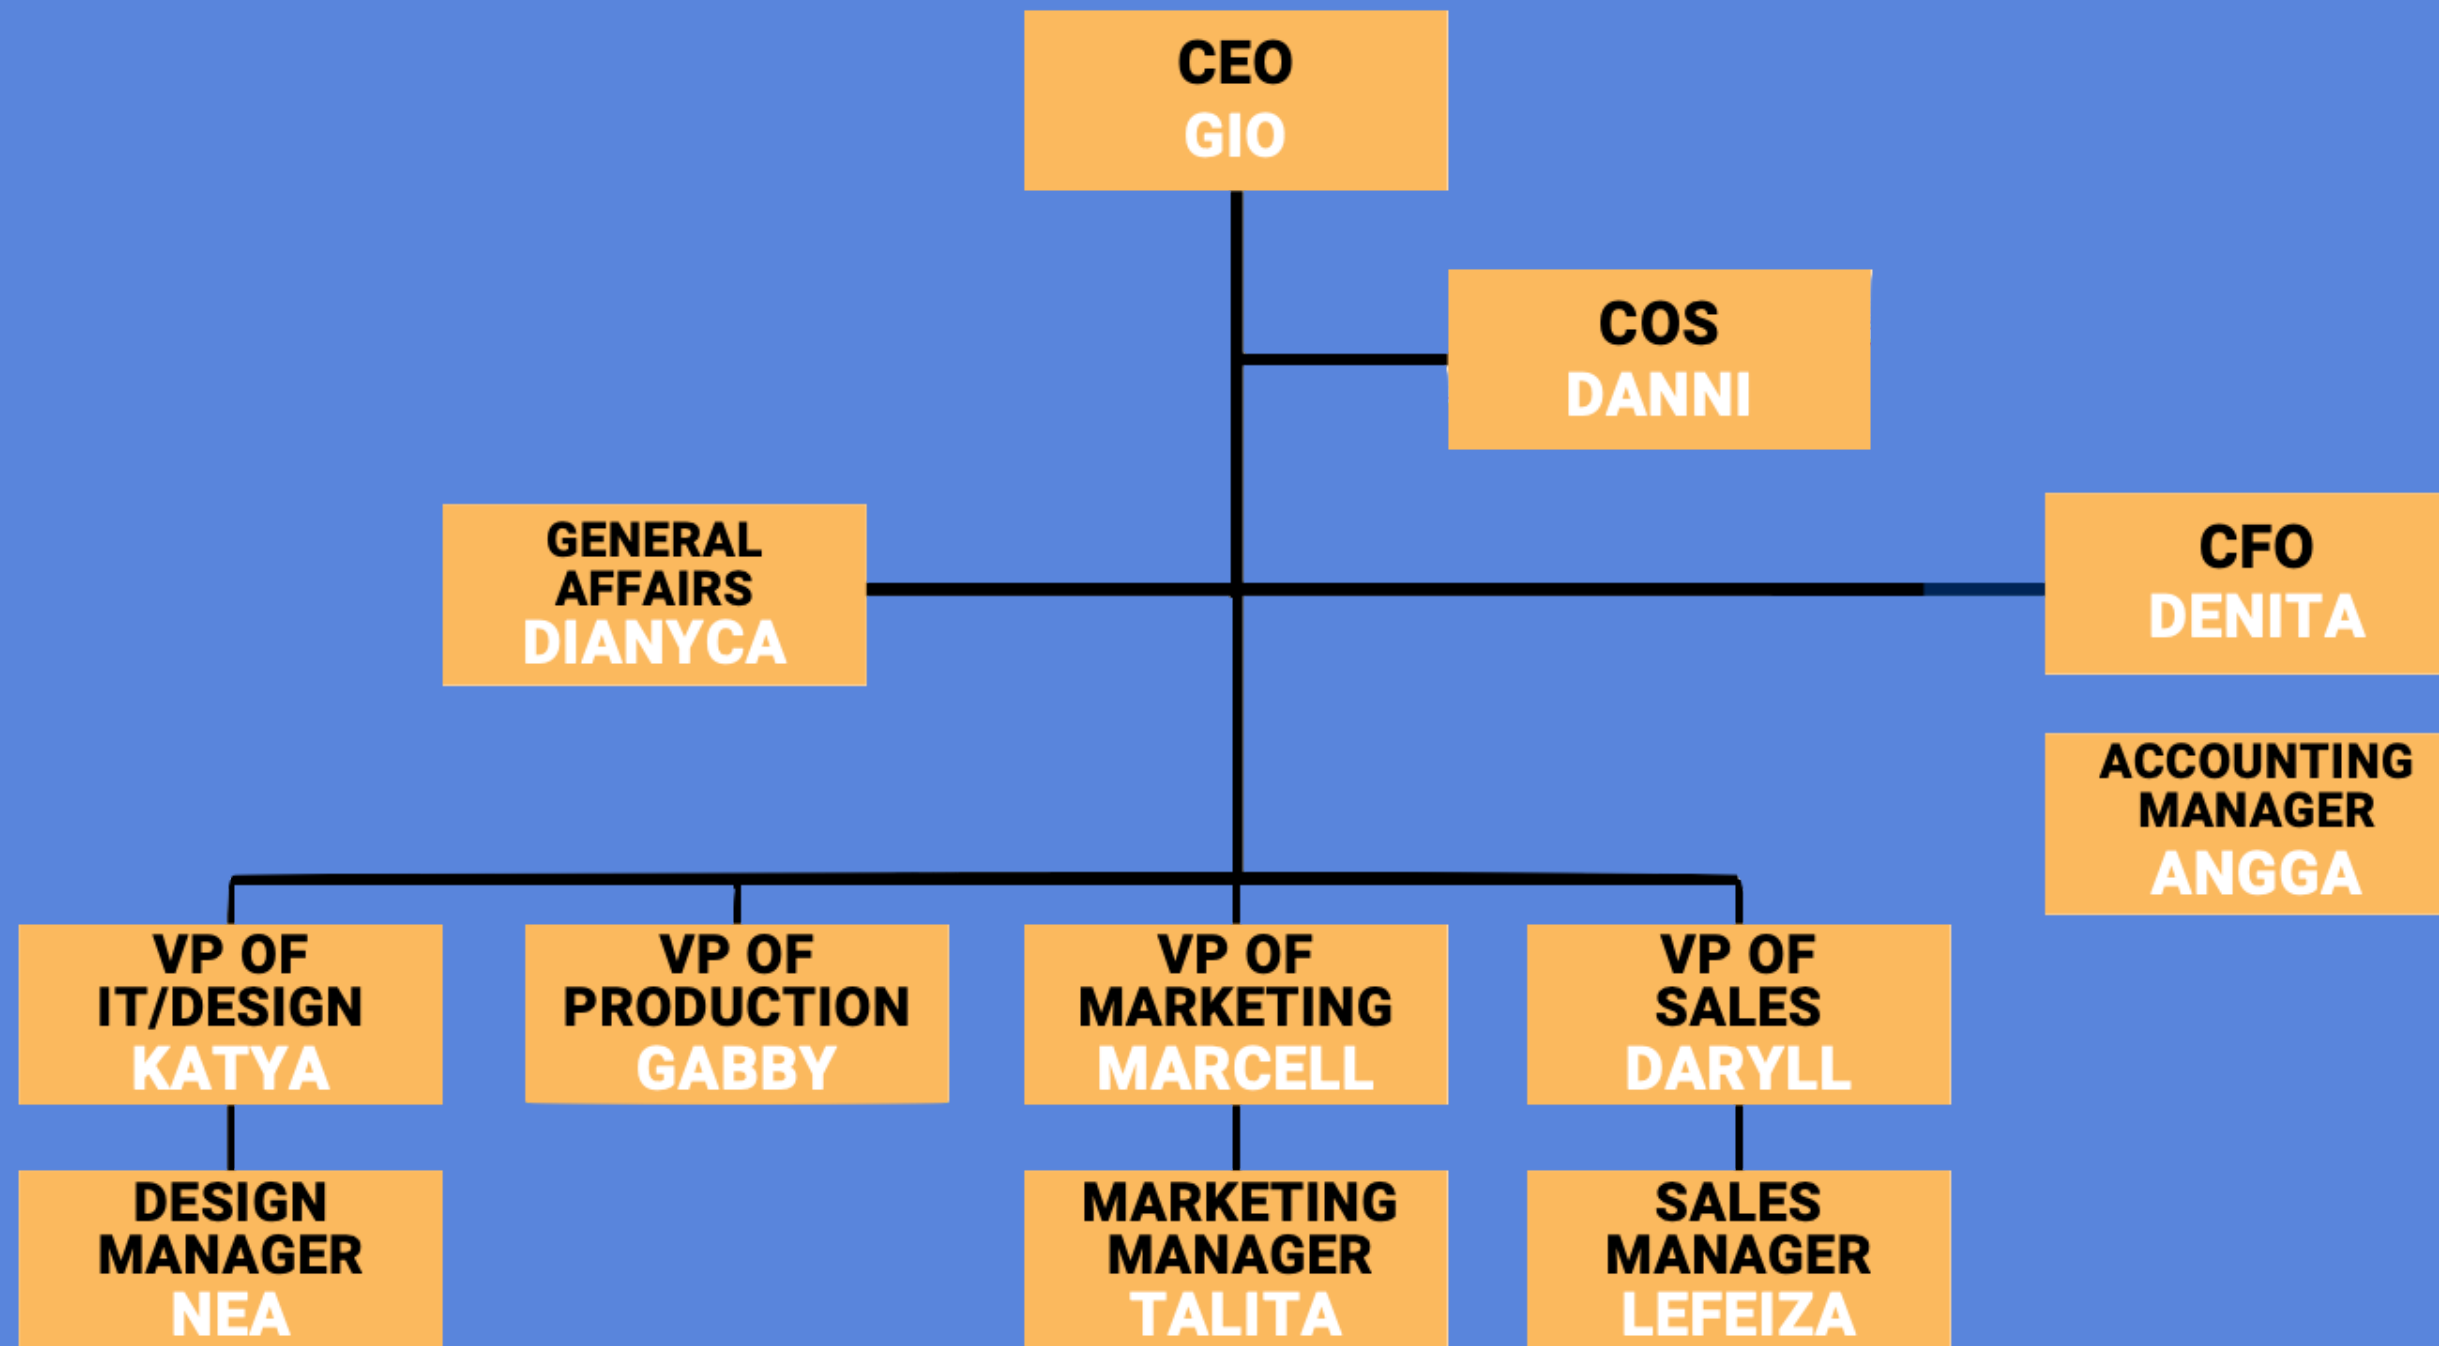 CEO
GIO
COS
DANNI
GENERAL
AFFAIRS
DIANYCA
CFO
DENITA
ACCOUNTING
MANAGER
ANGGA
VP OF
IT/DESIGN
KATYA
VP OF
PRODUCTION
GABBY
VP OF
MARKETING
MARCELL
VP OF
SALES
DARYLL
DESIGN
MANAGER
NEA
MARKETING
MANAGER
TALITA
SALES
MANAGER
LEFEIZA